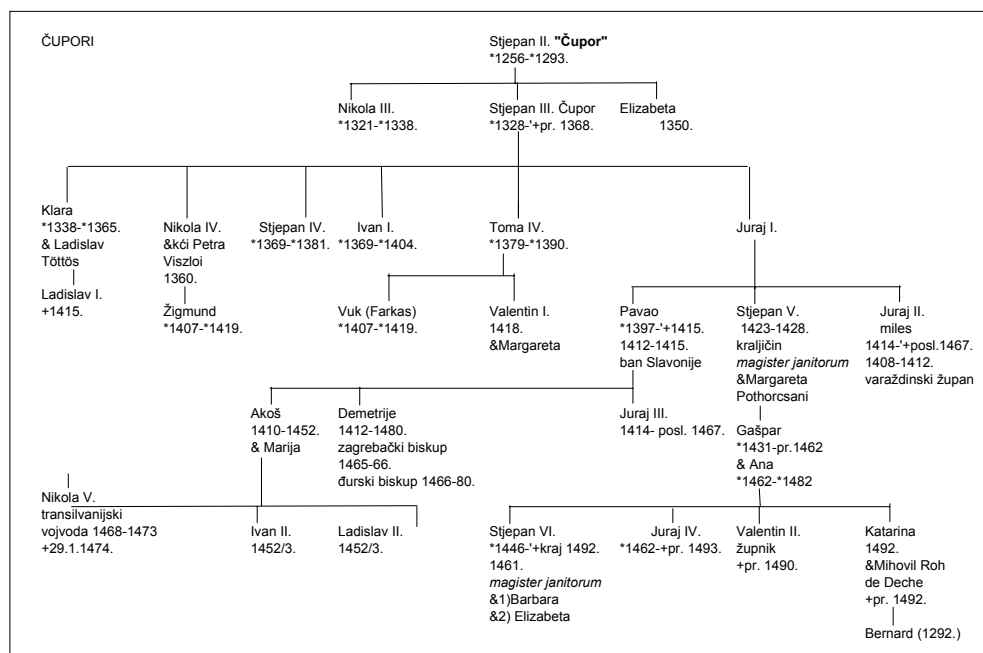 ČUPORI
Stjepan II. "Čupor"
*1256-*1293.
Nikola III.
*1321-*1338.
Stjepan III. Čupor
*1328-'+pr. 1368.
Elizabeta
1350.
Klara
*1338-*1365.
& Ladislav
Töttös
Nikola IV.
&kći Petra
Viszloi
1360.
Stjepan IV.
*1369-*1381.
Ivan I.
*1369-*1404.
Toma IV.
*1379-*1390.
Juraj I.
Ladislav I.
+1415.
Žigmund
*1407-*1419.
Vuk (Farkas)
*1407-*1419.
Valentin I.
1418.
&Margareta
Pavao
*1397-'+1415.
1412-1415.
ban Slavonije
Stjepan V.
1423-1428.
kraljičin
magister janitorum
&Margareta
Pothorcsani
Juraj II.
miles
1414-'+posl.1467.
1408-1412.
varaždinski župan
Akoš
1410-1452.
& Marija
Demetrije
1412-1480.
zagrebački biskup
1465-66.
đurski biskup 1466-80.
Juraj III.
1414- posl. 1467.
Gašpar
*1431-pr.1462
& Ana
*1462-*1482
Nikola V.
transilvanijski
vojvoda 1468-1473
+29.1.1474.
Ivan II.
1452/3.
Ladislav II.
1452/3.
Stjepan VI.
*1446-'+kraj 1492.
1461.
magister janitorum
&1)Barbara
&2) Elizabeta
Juraj IV.
*1462-+pr. 1493.
Valentin II.
župnik
+pr. 1490.
Katarina
1492.
&Mihovil Roh
de Deche
+pr. 1492.
Bernard (1292.)